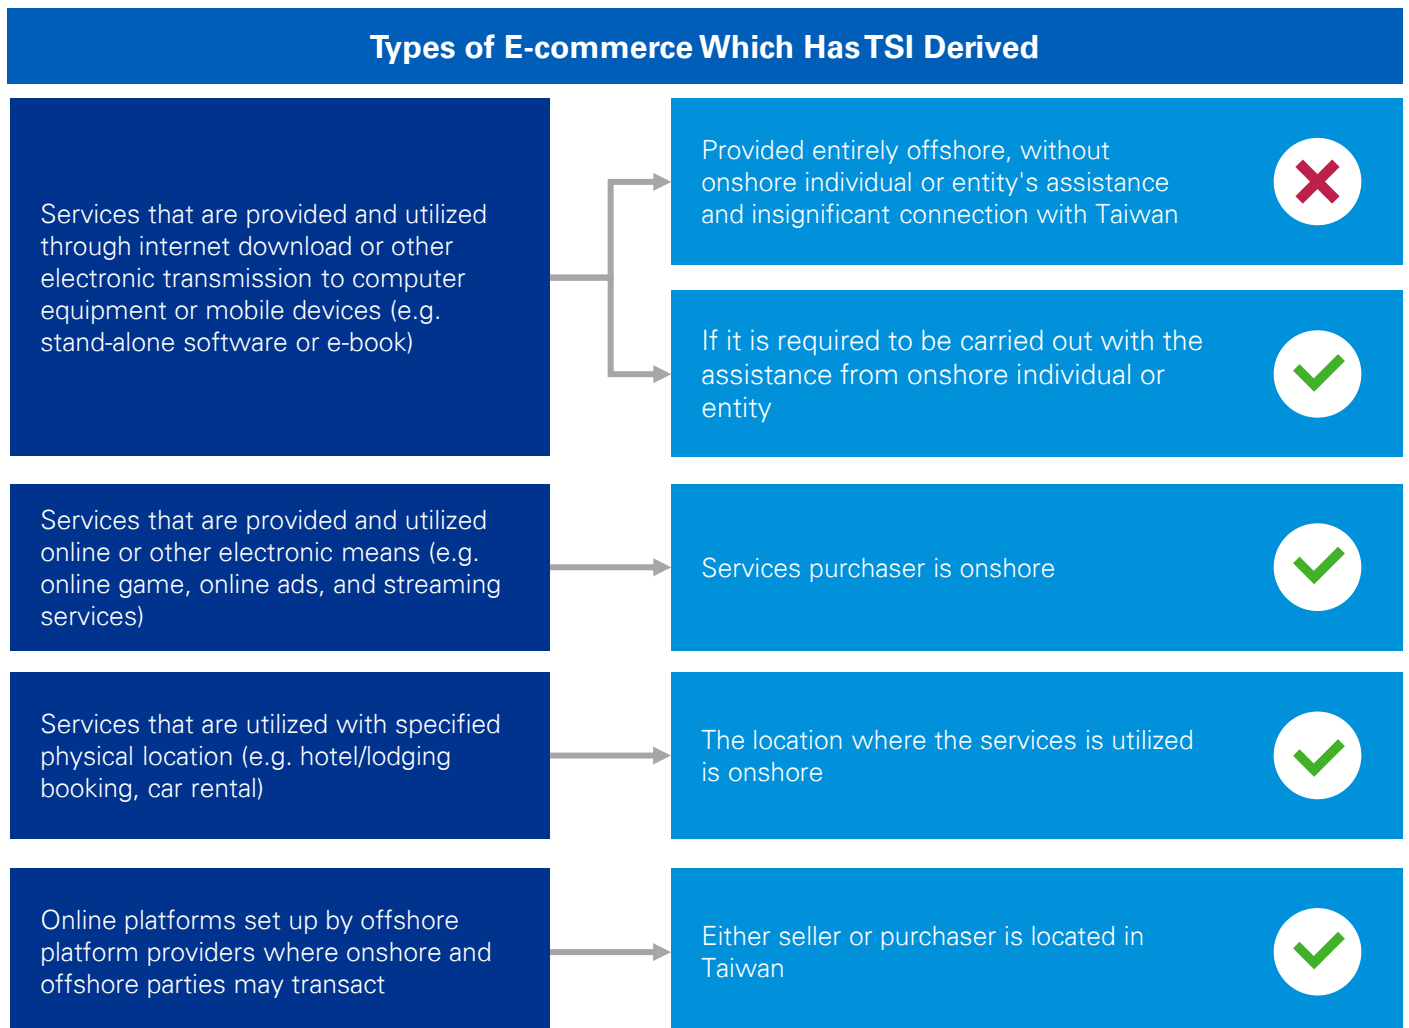 Types of E-commerce Which Has TSI Derived
Services that are provided and utilized
through internet download or other
electronic transmission to computer
equipment or mobile devices (e.g.
stand-alone software or e-book)
Provided entirely offshore, without
onshore individual or entity's assistance
and insignificant connection with Taiwan
If it is required to be carried out with the
assistance from onshore individual or
entity
Services that are provided and utilized
online or other electronic means (e.g.
online game, online ads, and streaming
services)
Services purchaser is onshore
Services that are utilized with specified
physical location (e.g. hotel/lodging
booking, car rental)
The location where the services is utilized
is onshore
Online platforms set up by offshore
platform providers where onshore and
offshore parties may transact
Either seller or purchaser is located in
Taiwan